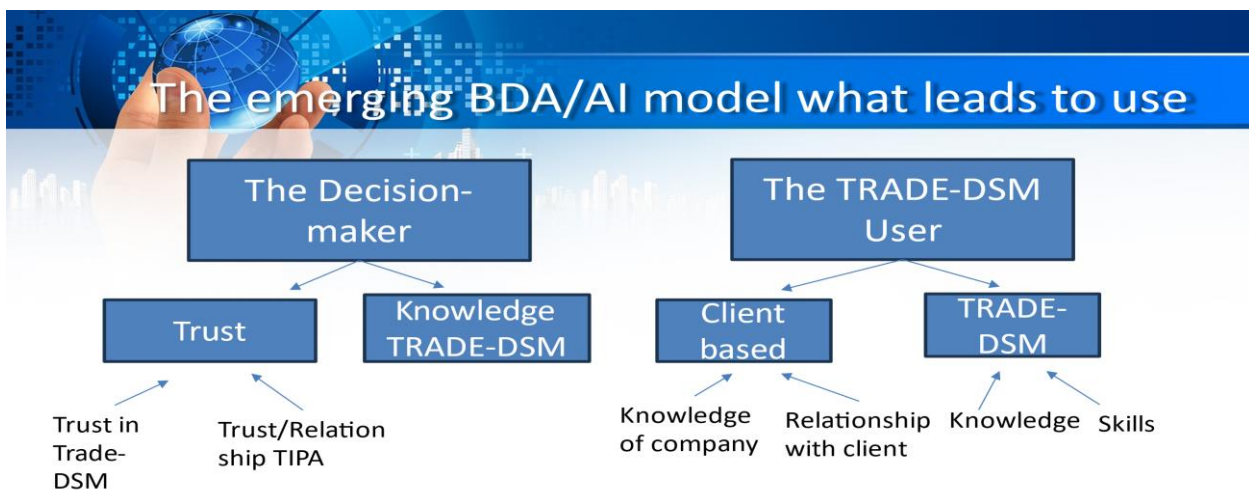 The emerging BDA/AI model what leads to use
The Decision-
maker
The TRADE-DSM
User
Trust
Knowledge
TRADE-DSM
Client
based
TRADE-
DSM
Trust in
Trade-
DSM
Trust/Relation
ship TIPA
Knowledge
of company
Relationship
with client
Knowledge
Skills